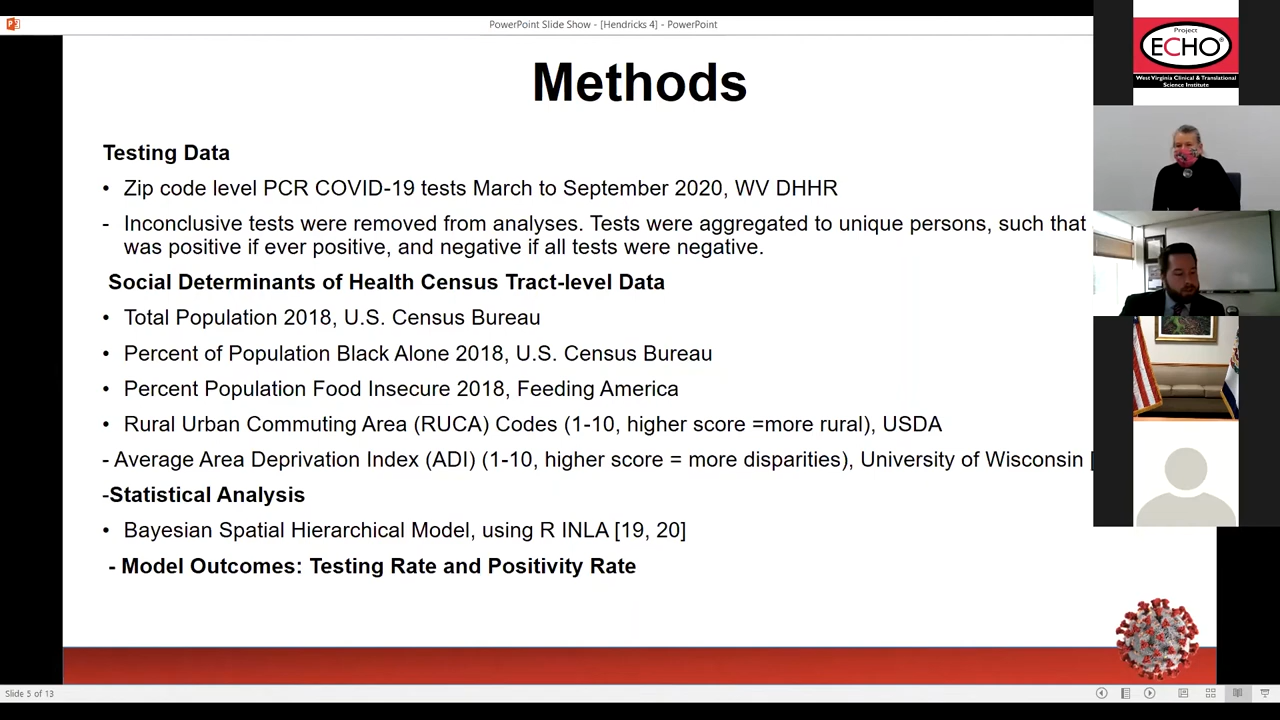 PowerPoint Slide Show - [Hendricks 4] - PowerPoint
Methods
Testing Data
• Zip code level PCR COVID-19 tests March to September 2020, WV DHHR
- Inconclusive tests were removed from analyses. Tests were aggregated to unique persons, such that
was positive if ever positive, and negative if all tests were negative.
Social Determinants of Health Census Tract-level Data
• Total Population 2018, U.S. Census Bureau
• Percent of Population Black Alone 2018, U.S. Census Bureau
• Percent Population Food Insecure 2018, Feeding America
• Rural Urban Commuting Area (RUCA) Codes (1-10, higher score =more rural), USDA
- Average Area Deprivation Index (ADI) (1-10, higher score = more disparities), University of Wisconsin [
-Statistical Analysis
• Bayesian Spatial Hierarchical Model, using R INLA [19, 20]
- Model Outcomes: Testing Rate and Positivity Rate
Slide 5 of 13
Project
ECHO®
West Virginia Clinical & Translational
Science Institute